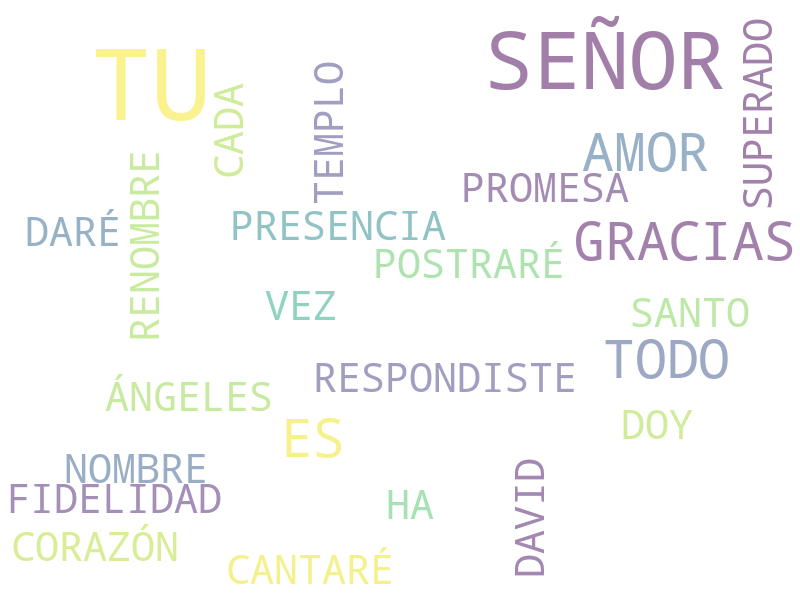 SEÑOR
TU
SUPERADO
CADA
TEMPLO
AMOR
RENOMBRE
PROMESA
DARÉ
PRESENCIA
GRACIAS
POSTRARÉ
VEZ
SANTO
TODO
RESPONDISTE
ÁNGELES
DOY
ES
NOMBRE
FIDELIDAD
HA
DAVID
CORAZÓN
CANTARÉ